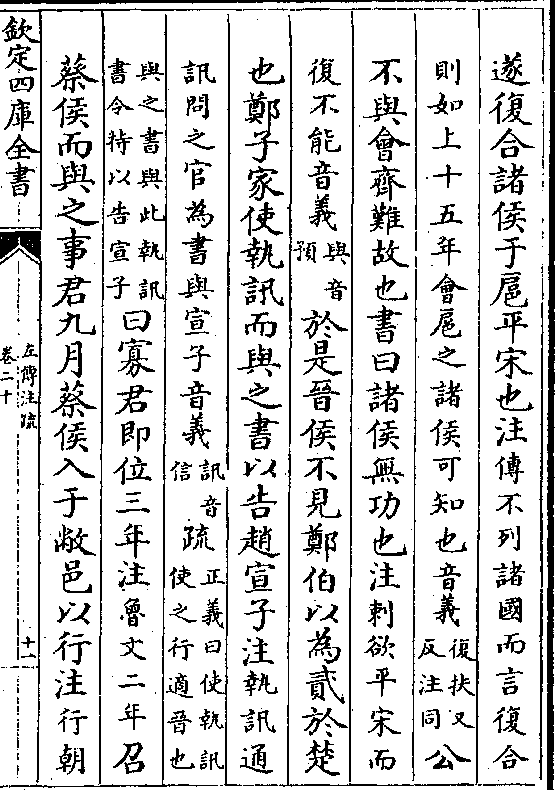 遂復合諸侯于扈平宋也注傳不列諸國而言復合
則如上十五年會扈之諸侯可知也音義復扶又反注同公
不與會齊難故也書曰諸侯無功也注刺欲平宋而
復不能音義與音預於是晉侯不見鄭伯以為貳於楚
也鄭子家使執訊而與之書以告趙宣子注執訊通
訊問之官為書與宣子音義訊音信疏正義曰使執訊使之行適晉也
與之書與此執訊書令持以告宣子曰寡君即位三年注魯文二年召
蔡侯而與之事君九月蔡侯入于敝邑以行注行朝
欽定四庫全書
左傳注疏
卷二十
十一